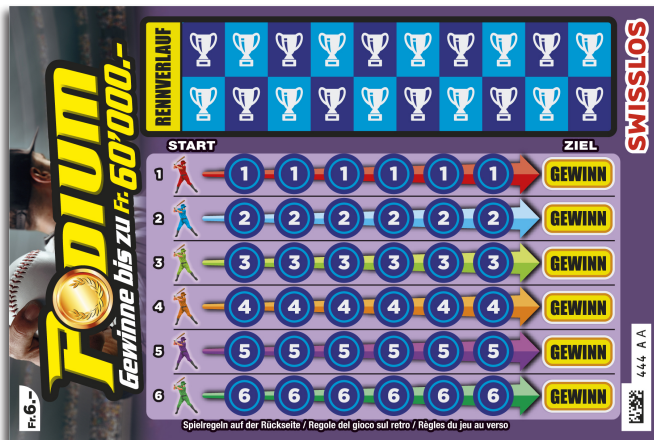 PODIUM
Gewinne bis zu Fr. 60'000.-
Fr. 6.-
RENNVERLAUF
SWISSLOS
START ZIEL
1 1 1 1 1 1 1 GEWINN
2 2 2 2 2 2 2 GEWINN
3 3 3 3 3 3 3 GEWINN
4 4 4 4 4 4 4 GEWINN
5 5 5 5 5 5 5 GEWINN
6 6 6 6 6 6 6 GEWINN
444 A A
Spielregeln auf der Rückseite / Regole del gioco sul retro / Règles du jeu au verso